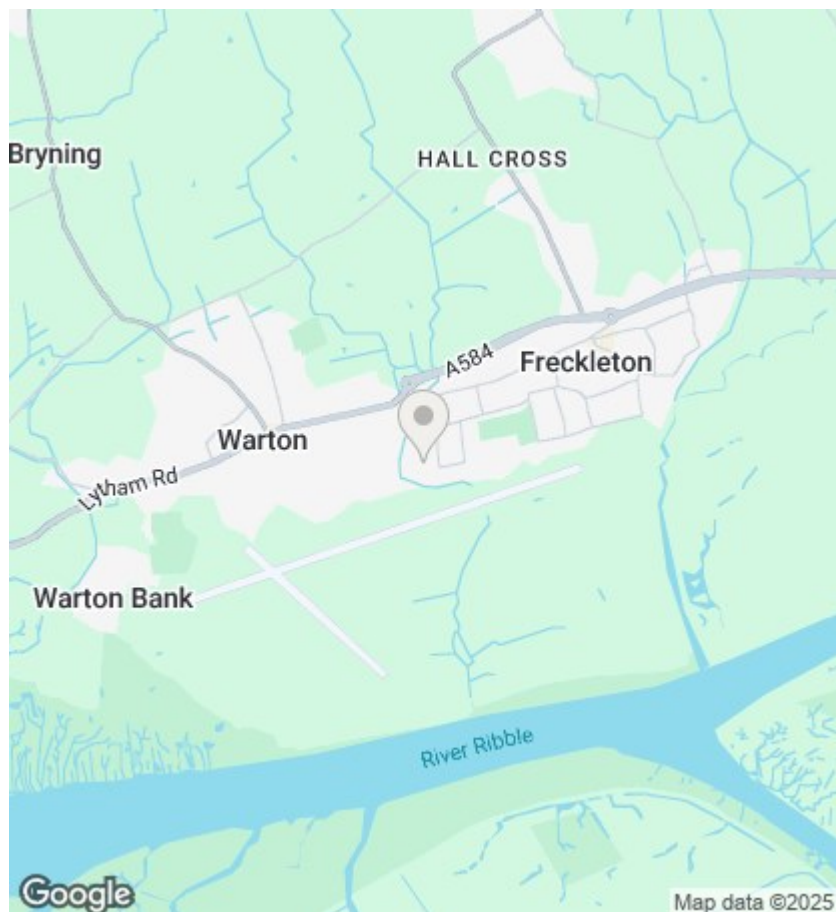 Bryning
HALL CROSS
A584
Freckleton
Warton
Lytham Rd
Warton Bank
River Ribble
Google
Map data ©2025